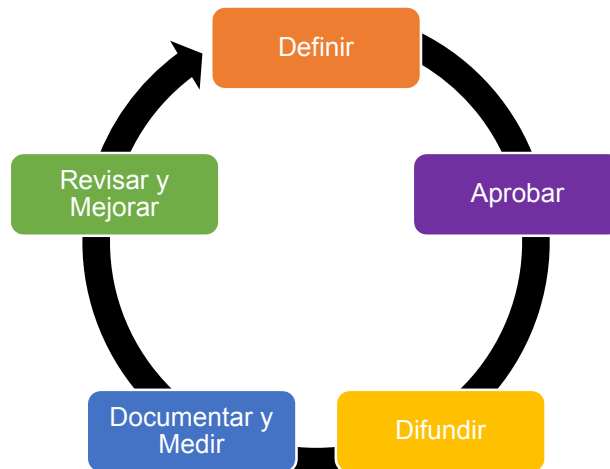 Definir
Aprobar
Difundir
Documentar y
Medir
Revisar y
Mejorar